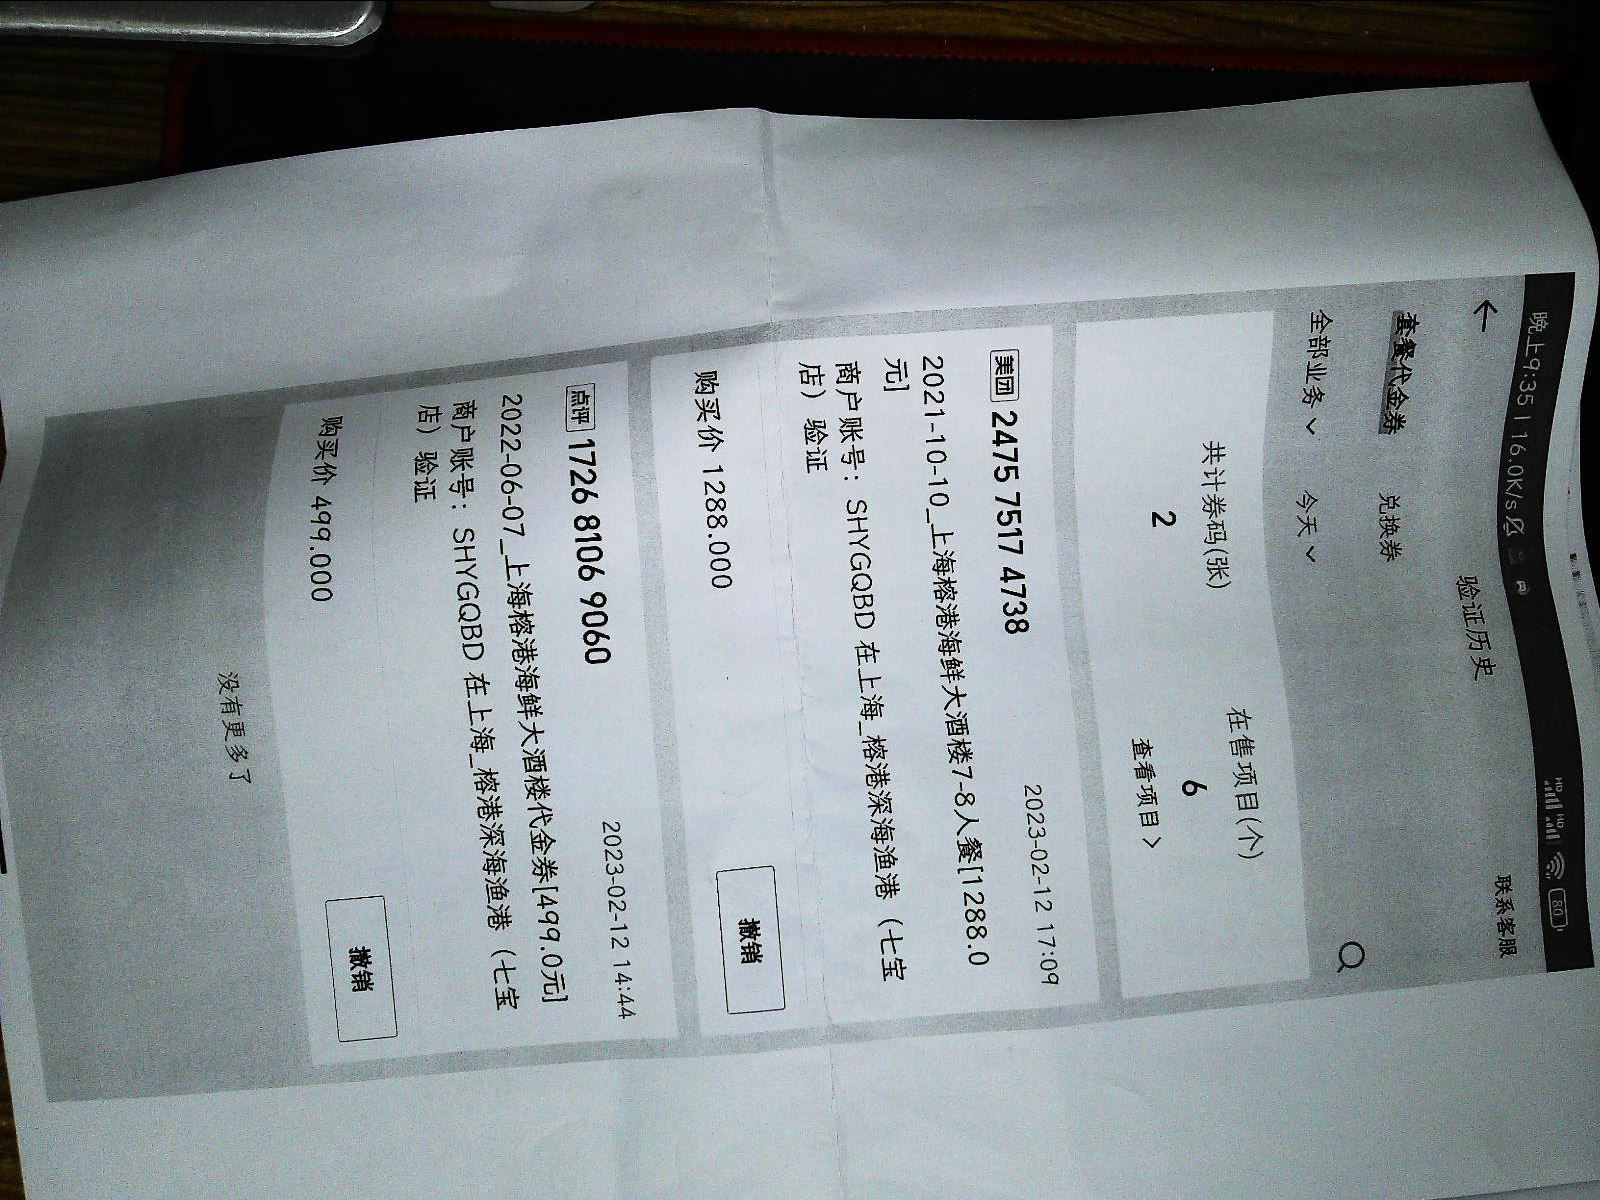 晚上9:35 | 16.0K/s
80
验证历史
联系客服
套餐代金券 兑换券
全部业务 今天
共计券码(张) 在售项目(个)
2 6
查看项目 >
2023-02-12 17:09
美团 2475 7517 4738
2021-10-10_上海榕港海鲜大酒楼7-8人餐[1288.0
元]
商户账号：SHYGQBD 在上海_榕港深海渔港（七宝
店）验证
购买价 1288.000
撤销
2023-02-12 14:44
点评 1726 8106 9060
2022-06-07_上海榕港海鲜大酒楼代金券[499.0元]
商户账号：SHYGQBD 在上海_榕港深海渔港（七宝
店）验证
购买价 499.000
撤销
没有更多了